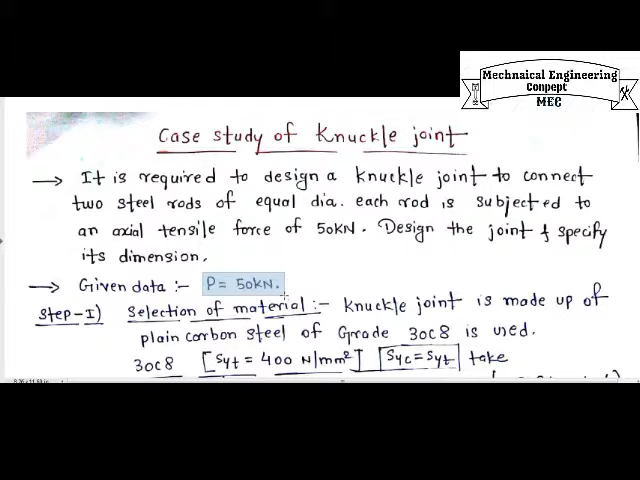 Mechnaical Engineering
Conpept
MEC
Case study of Knuckle joint
→ It is required to design a knuckle joint to connect
two steel rods of equal dia. each rod is subjected to
an axial tensile force of 50KN. Design the joint & specify
its dimension.
→ Given data :- P = 50KN.
Step-I) Selection of material :- Knuckle joint is made up of
plain carbon steel of Grade 30C8 is used.
30C8 [Syt = 400 N/mm²] Syc = Syt take